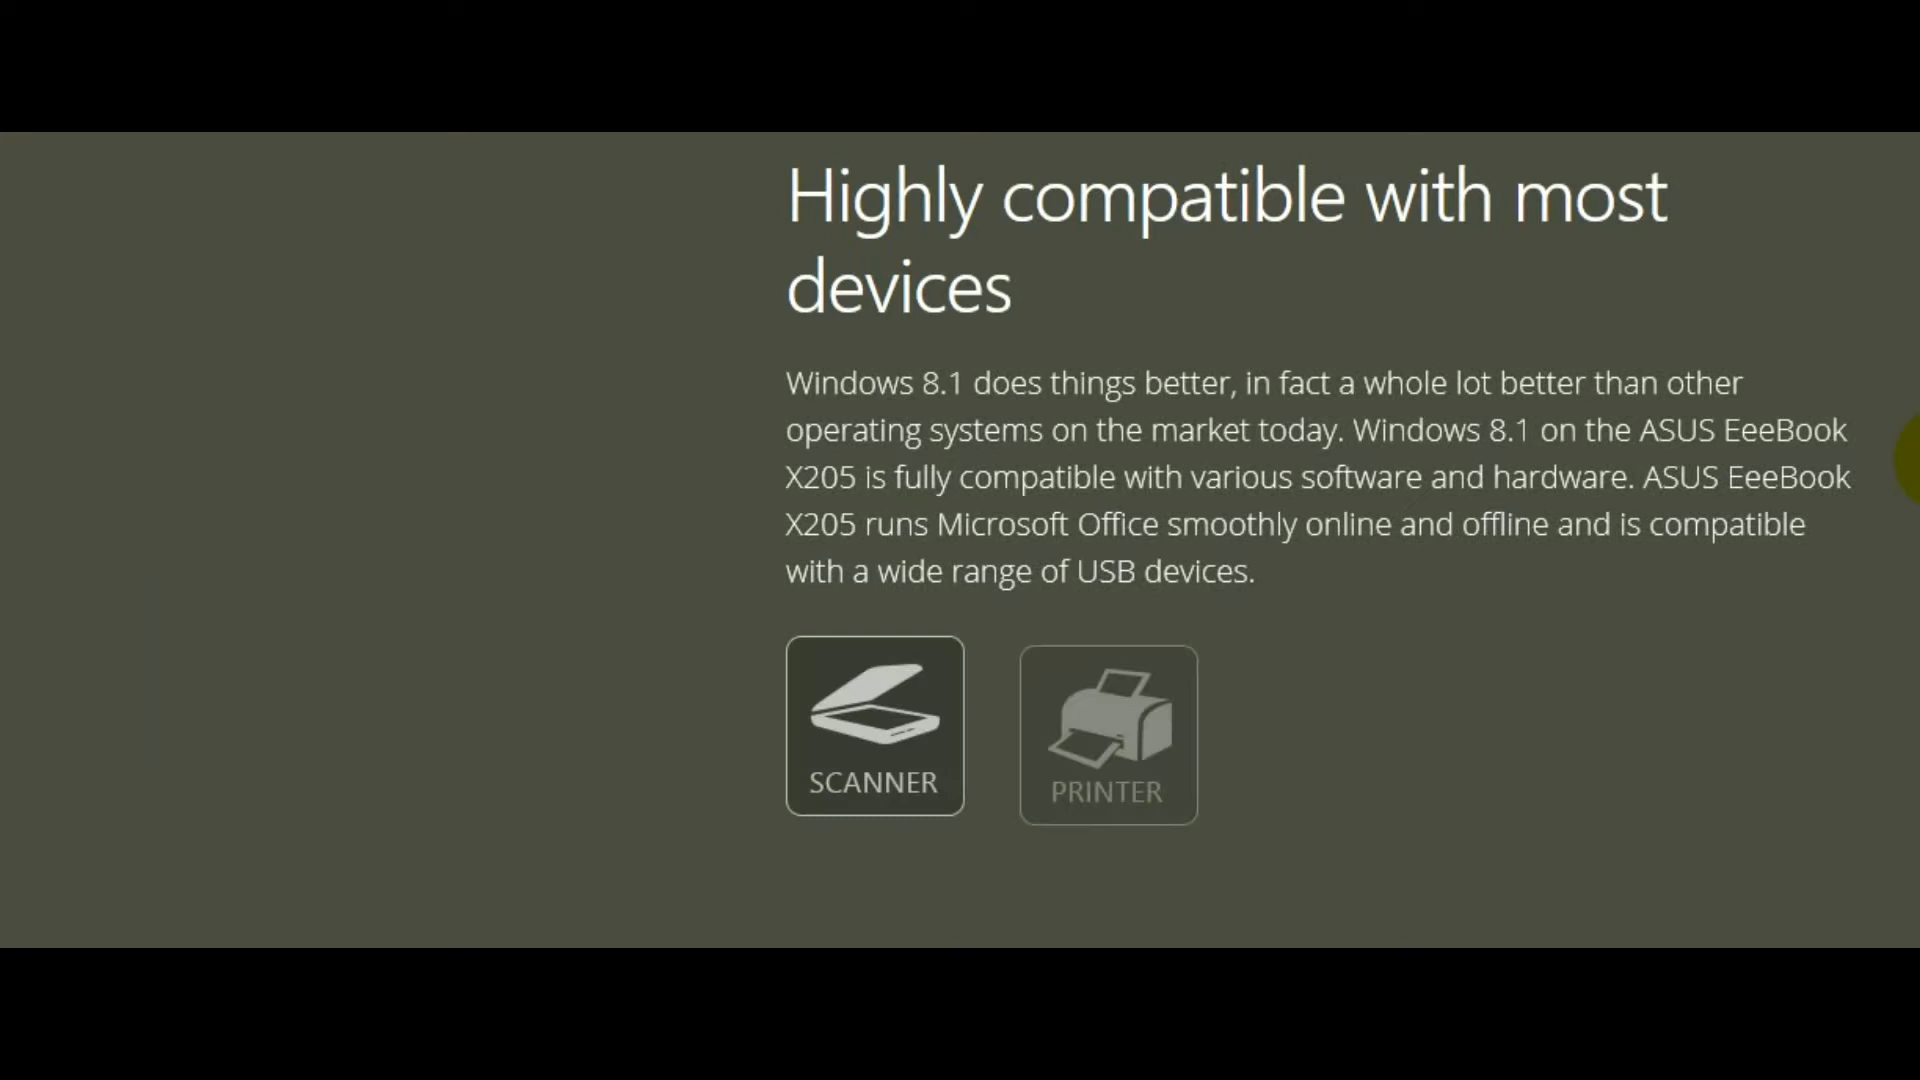 Highly compatible with most
devices
Windows 8.1 does things better, in fact a whole lot better than other
operating systems on the market today. Windows 8.1 on the ASUS EeeBook
X205 is fully compatible with various software and hardware. ASUS EeeBook
X205 runs Microsoft Office smoothly online and offline and is compatible
with a wide range of USB devices.
SCANNER
PRINTER